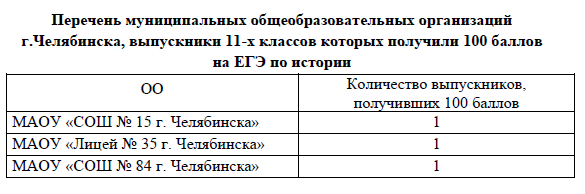 Перечень муниципальных общеобразовательных организаций
г.Челябинска, выпускники 11-х классов которых получили 100 баллов
на ЕГЭ по истории
ОО
Количество выпускников,
получивших 100 баллов
МАОУ «СОШ № 15 г. Челябинска» 1
МАОУ «Лицей № 35 г. Челябинска» 1
МАОУ «СОШ № 84 г. Челябинска» 1